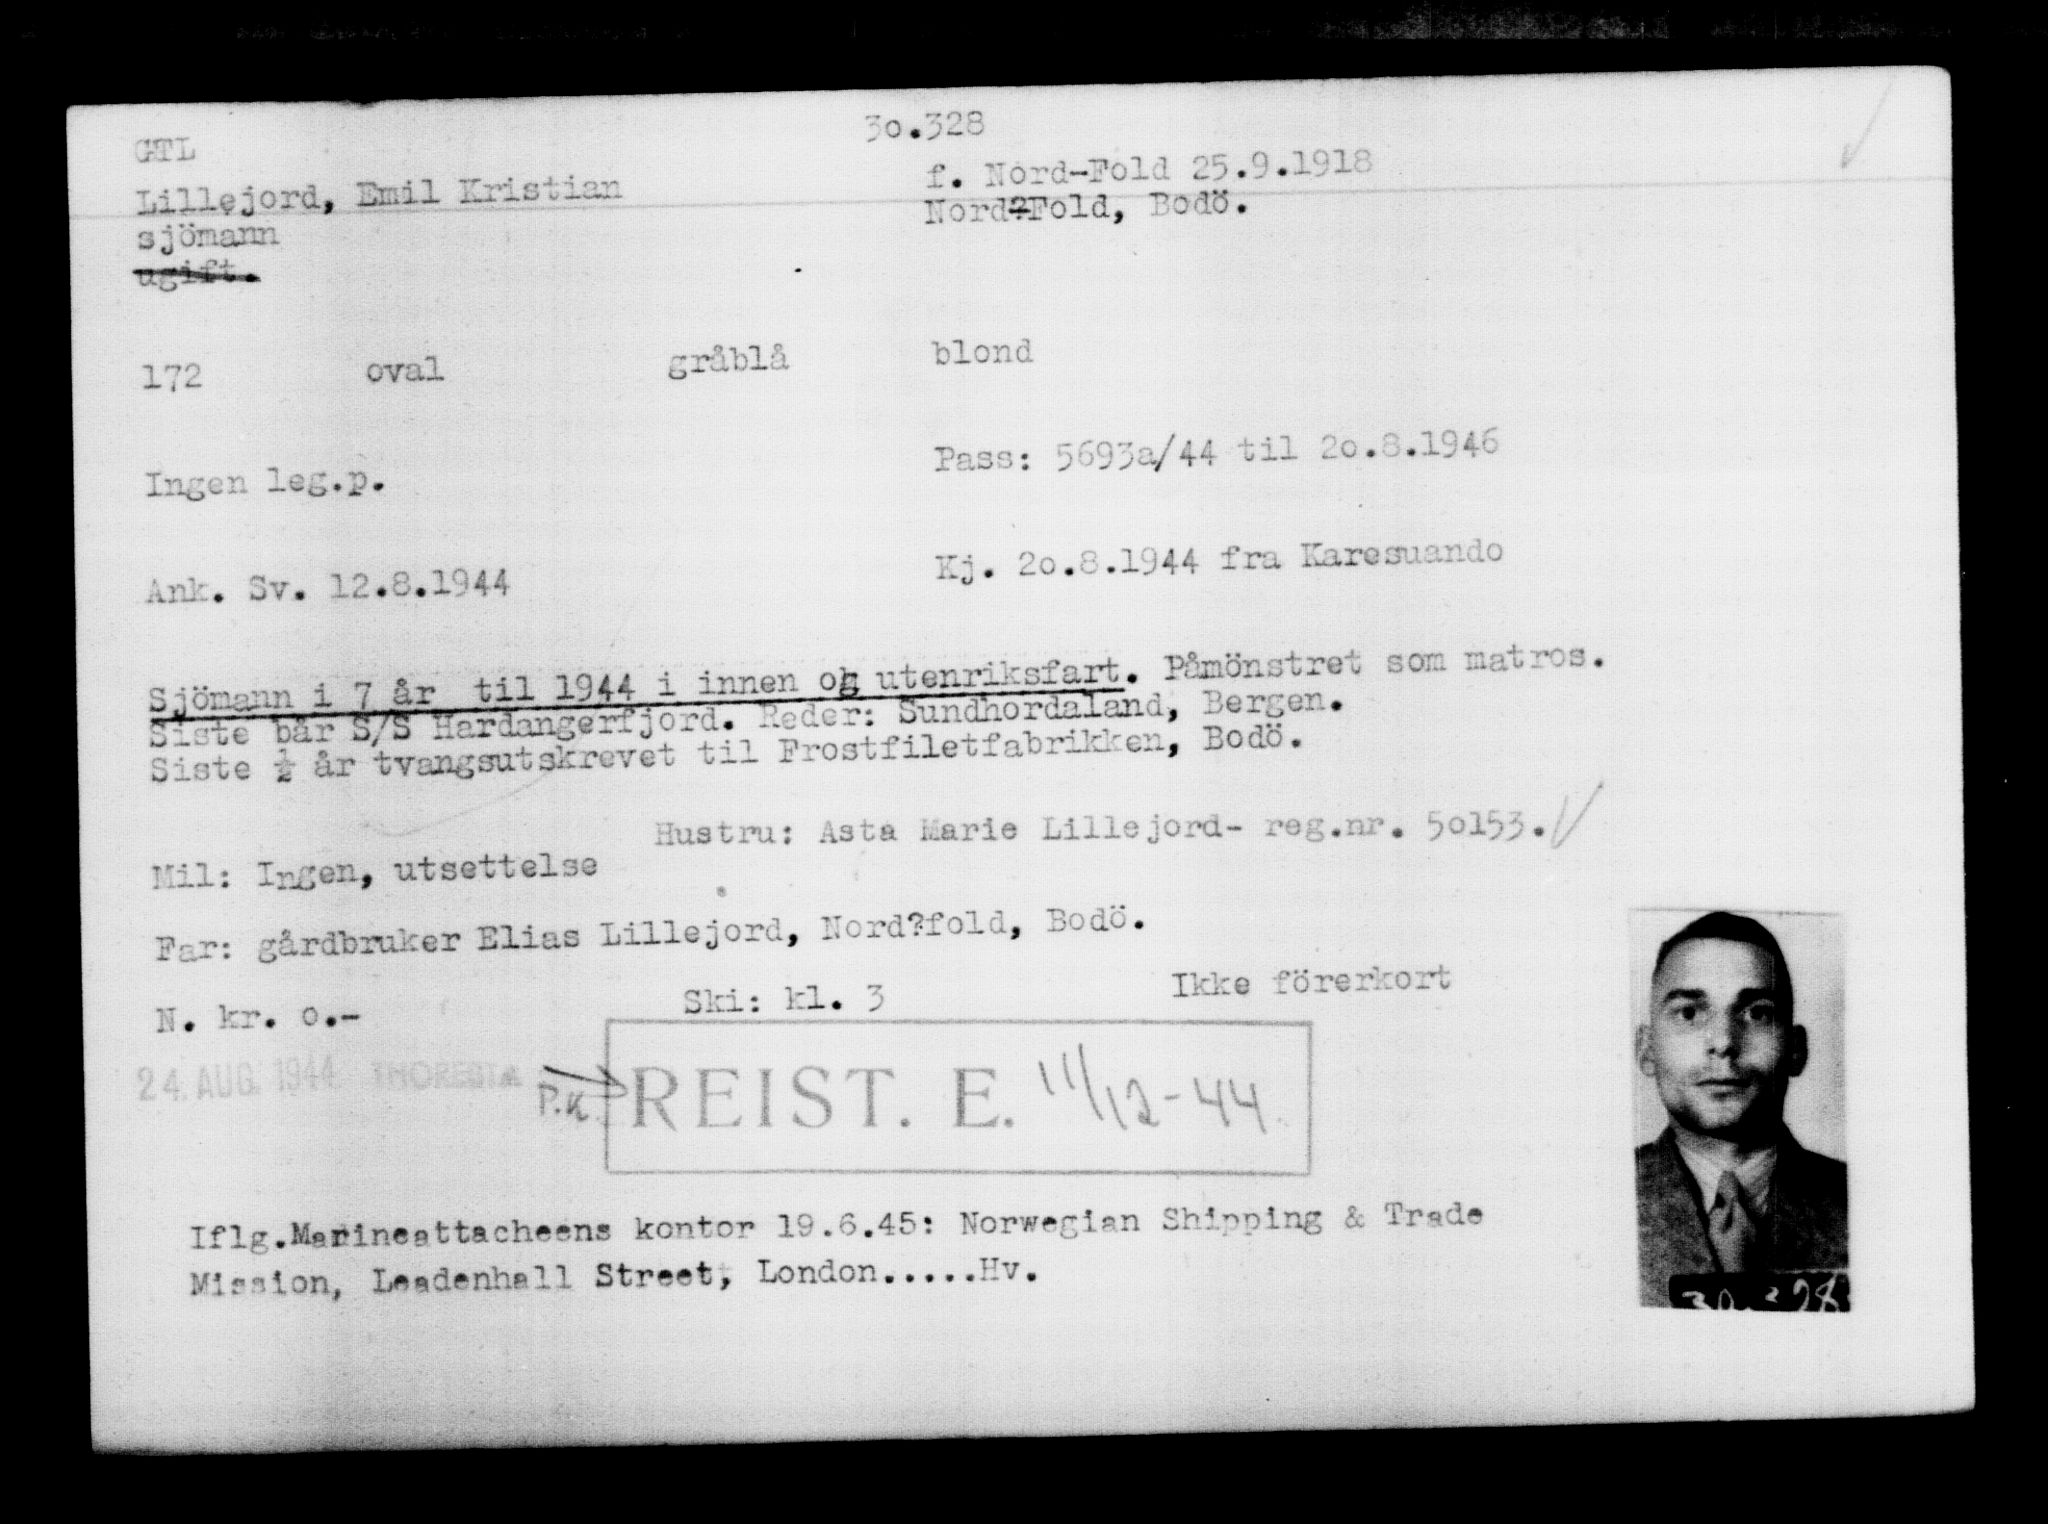 30.328
GTL
f. Nord-Fold 25.9.1918
Lillejord, Emil Kristian
Nord?Fold, Bodö.
sjömann
ugift.
172 oval gråblå blond
Pass: 5693a/44 til 2o.8.1946
Ingen leg.p.
Kj. 2o.8.1944 fra Karesuando
Ank. Sv. 12.8.1944
Sjömann i 7 år til 1944 i innen og utenriksfart. Påmönstret som matros.
Siste bår S/S Hardangerfjord. Reder: Sundhordaland, Bergen.
Siste ½ år tvangsutskrevet til Frostfiletfabrikken, Bodö.
Hustru: Asta Marie Lillejord- reg.nr. 5o153.
Mil: Ingen, utsettelse
Far: gårdbruker Elias Lillejord, Nord?fold, Bodö.
N. kr. o.- Ski: kl. 3 Ikke förerkort
24. AUG. 1944 THORESTA
P.K. REIST. E. 11/12-44.
Iflg.Marineattacheens kontor 19.6.45: Norwegian Shipping & Trade
Mission, Leadenhall Street, London.....Hv.
30.328